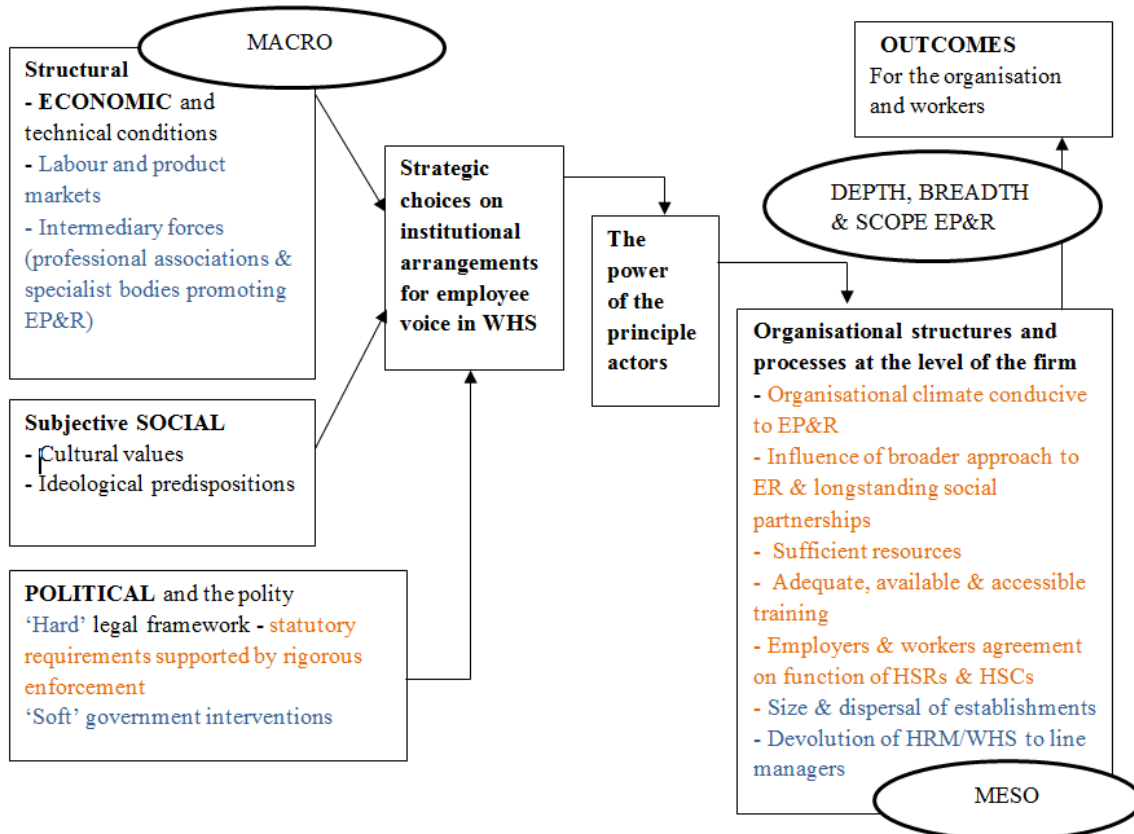 MACRO
Structural
- ECONOMIC and
technical conditions
- Labour and product
markets
- Intermediary forces
(professional associations &
specialist bodies promoting
EP&R)
Subjective SOCIAL
- Cultural values
- Ideological predispositions
POLITICAL and the polity
‘Hard’ legal framework - statutory
requirements supported by rigorous
enforcement
‘Soft’ government interventions
Strategic
choices on
institutional
arrangements
for employee
voice in WHS
The
power
of the
principle
actors
OUTCOMES
For the organisation
and workers
DEPTH, BREADTH
& SCOPE EP&R
Organisational structures and
processes at the level of the firm
- Organisational climate conducive
to EP&R
- Influence of broader approach to
ER & longstanding social
partnerships
- Sufficient resources
- Adequate, available & accessible
training
- Employers & workers agreement
on function of HSRs & HSCs
- Size & dispersal of establishments
- Devolution of HRM/WHS to line
managers
MESO